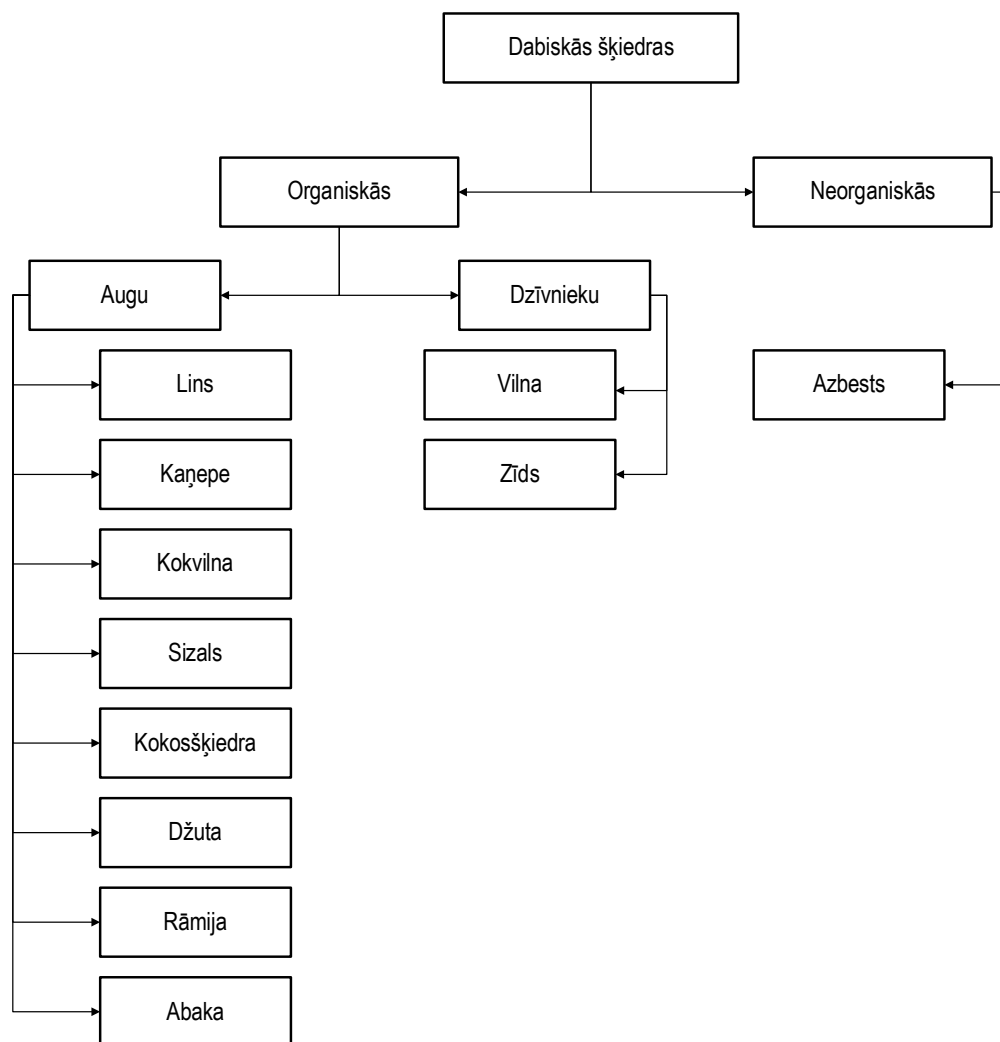 Dabiskās šķiedras
Organiskās
Neorganiskās
Augu
Dzīvnieku
Lins
Vilna
Azbests
Kaņepe
Zīds
Kokvilna
Sizals
Kokosšķiedra
Džuta
Rāmija
Abaka